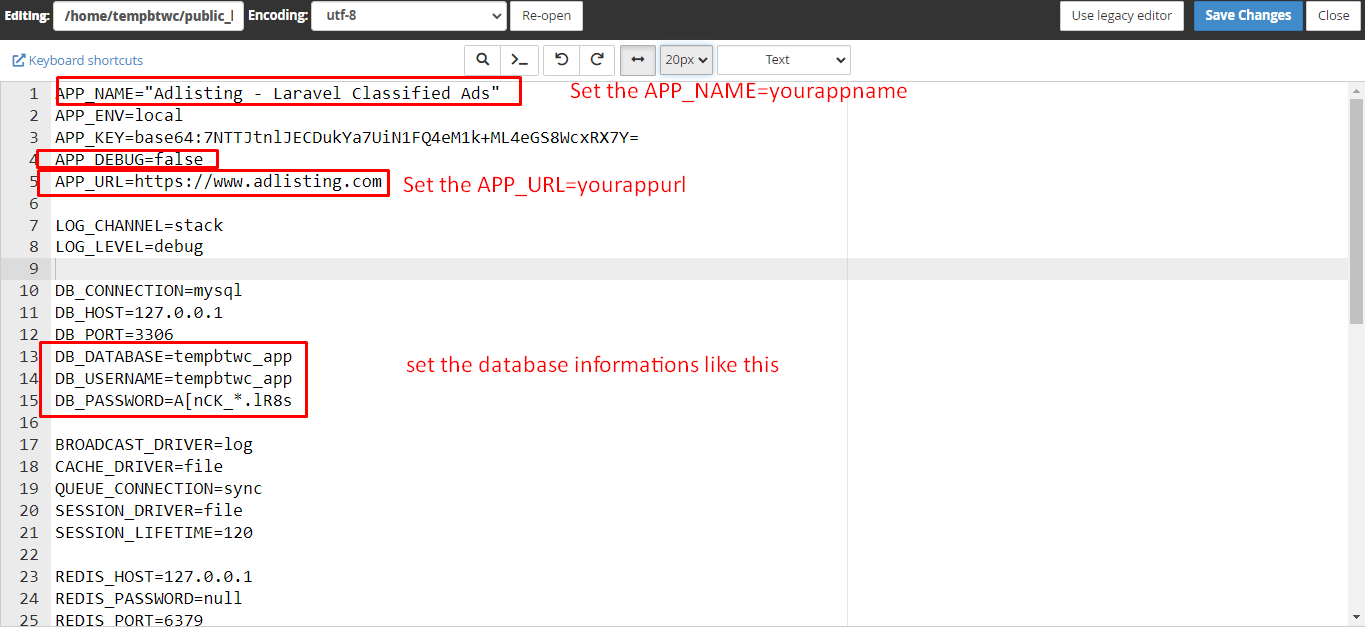 Editing: /home/tempbtwc/public_l Encoding: utf-8 Re-open Use legacy editor Save Changes Close
Keyboard shortcuts 20px Text
1 APP_NAME="Adlisting - Laravel Classified Ads" Set the APP_NAME=yourappname
2 APP_ENV=local
3 APP_KEY=base64:7NTTJtnlJECDukYa7UiN1FQ4eM1k+ML4eGS8WcxRX7Y=
4 APP_DEBUG=false
5 APP_URL=https://www.adlisting.com Set the APP_URL=yourappurl
6
7 LOG_CHANNEL=stack
8 LOG_LEVEL=debug
9
10 DB_CONNECTION=mysql
11 DB_HOST=127.0.0.1
12 DB_PORT=3306
13 DB_DATABASE=tempbtwc_app set the database informations like this
14 DB_USERNAME=tempbtwc_app
15 DB_PASSWORD=A[nCK_*.lR8s
16
17 BROADCAST_DRIVER=log
18 CACHE_DRIVER=file
19 QUEUE_CONNECTION=sync
20 SESSION_DRIVER=file
21 SESSION_LIFETIME=120
22
23 REDIS_HOST=127.0.0.1
24 REDIS_PASSWORD=null
25 REDIS_PORT=6379